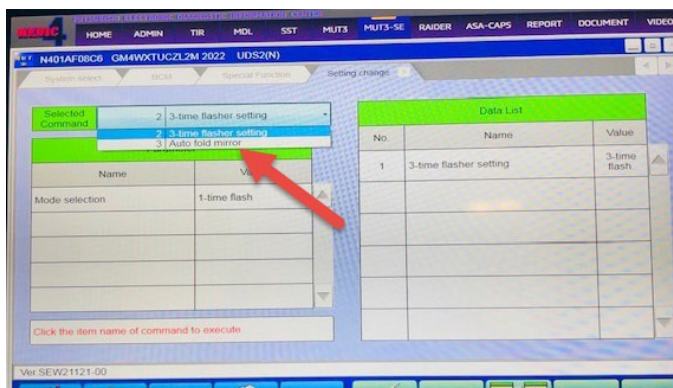 MEDIC 4
HOME ADMIN TIR MDL SST MUT3 MUT3-SE RAIDER ASA-CAPS REPORT DOCUMENT VIDEO
N401AF08C6 GM4WXTUCZL2M 2022 UDS2(N)
System select BCM Special Function Setting change
Selected Command 2 3-time flasher setting
2 3-time flasher setting
3 Auto fold mirror
Name
Mode selection 1-time flash
Click the item name of command to execute
Data List
No. Name Value
1 3-time flasher setting 3-time flash
Ver.SEW21121-00